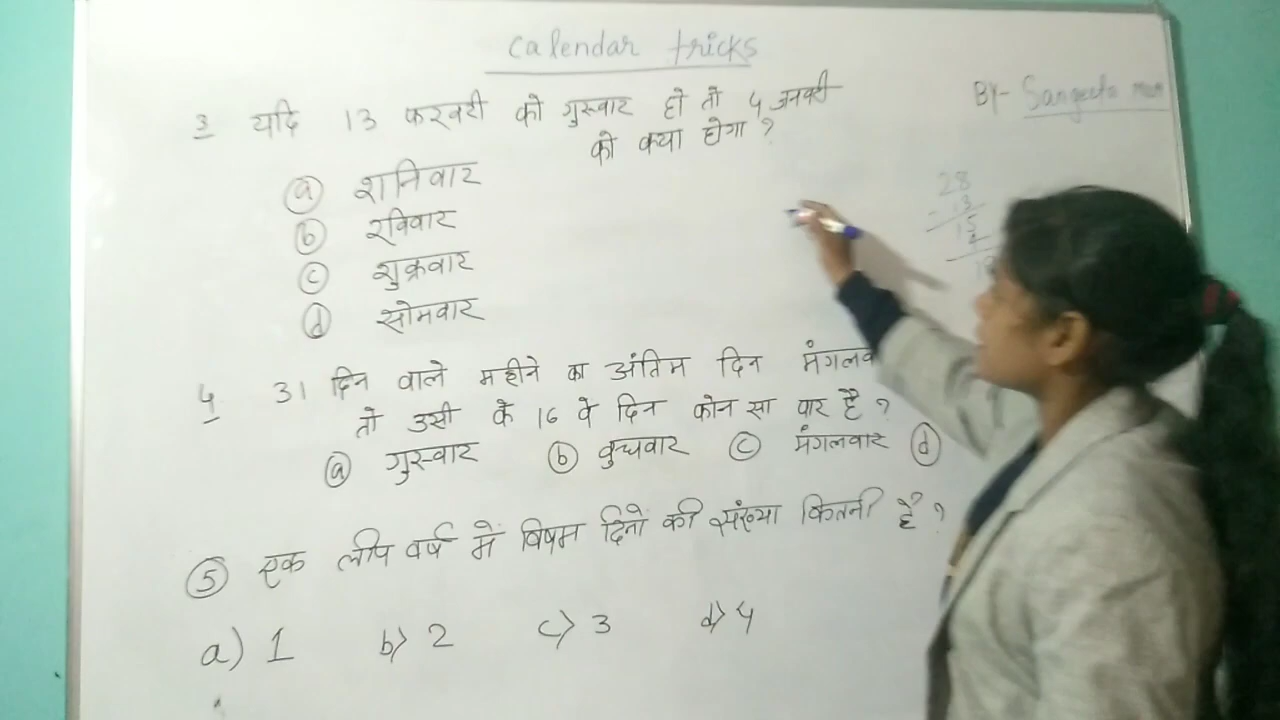 calendar tricks
BY- Sangeeta mam
3 यदि 13 फरवरी को गुरुवार हो तो 4 जनवरी
को क्या होगा ?
(a) शनिवार
(b) रविवार
(c) शुक्रवार
(d) सोमवार
28
- 13
15
4 31 दिन वाले महीने का अंतिम दिन
तो उसी के 16 वे दिन कोन सा वार है ?
(a) गुरुवार (b) बुधवार (c) मंगलवार (d)
(5) एक लीप वर्ष में विषम दिनों की संख्या कितनी है ?
a) 1 b) 2 c) 3 d) 4